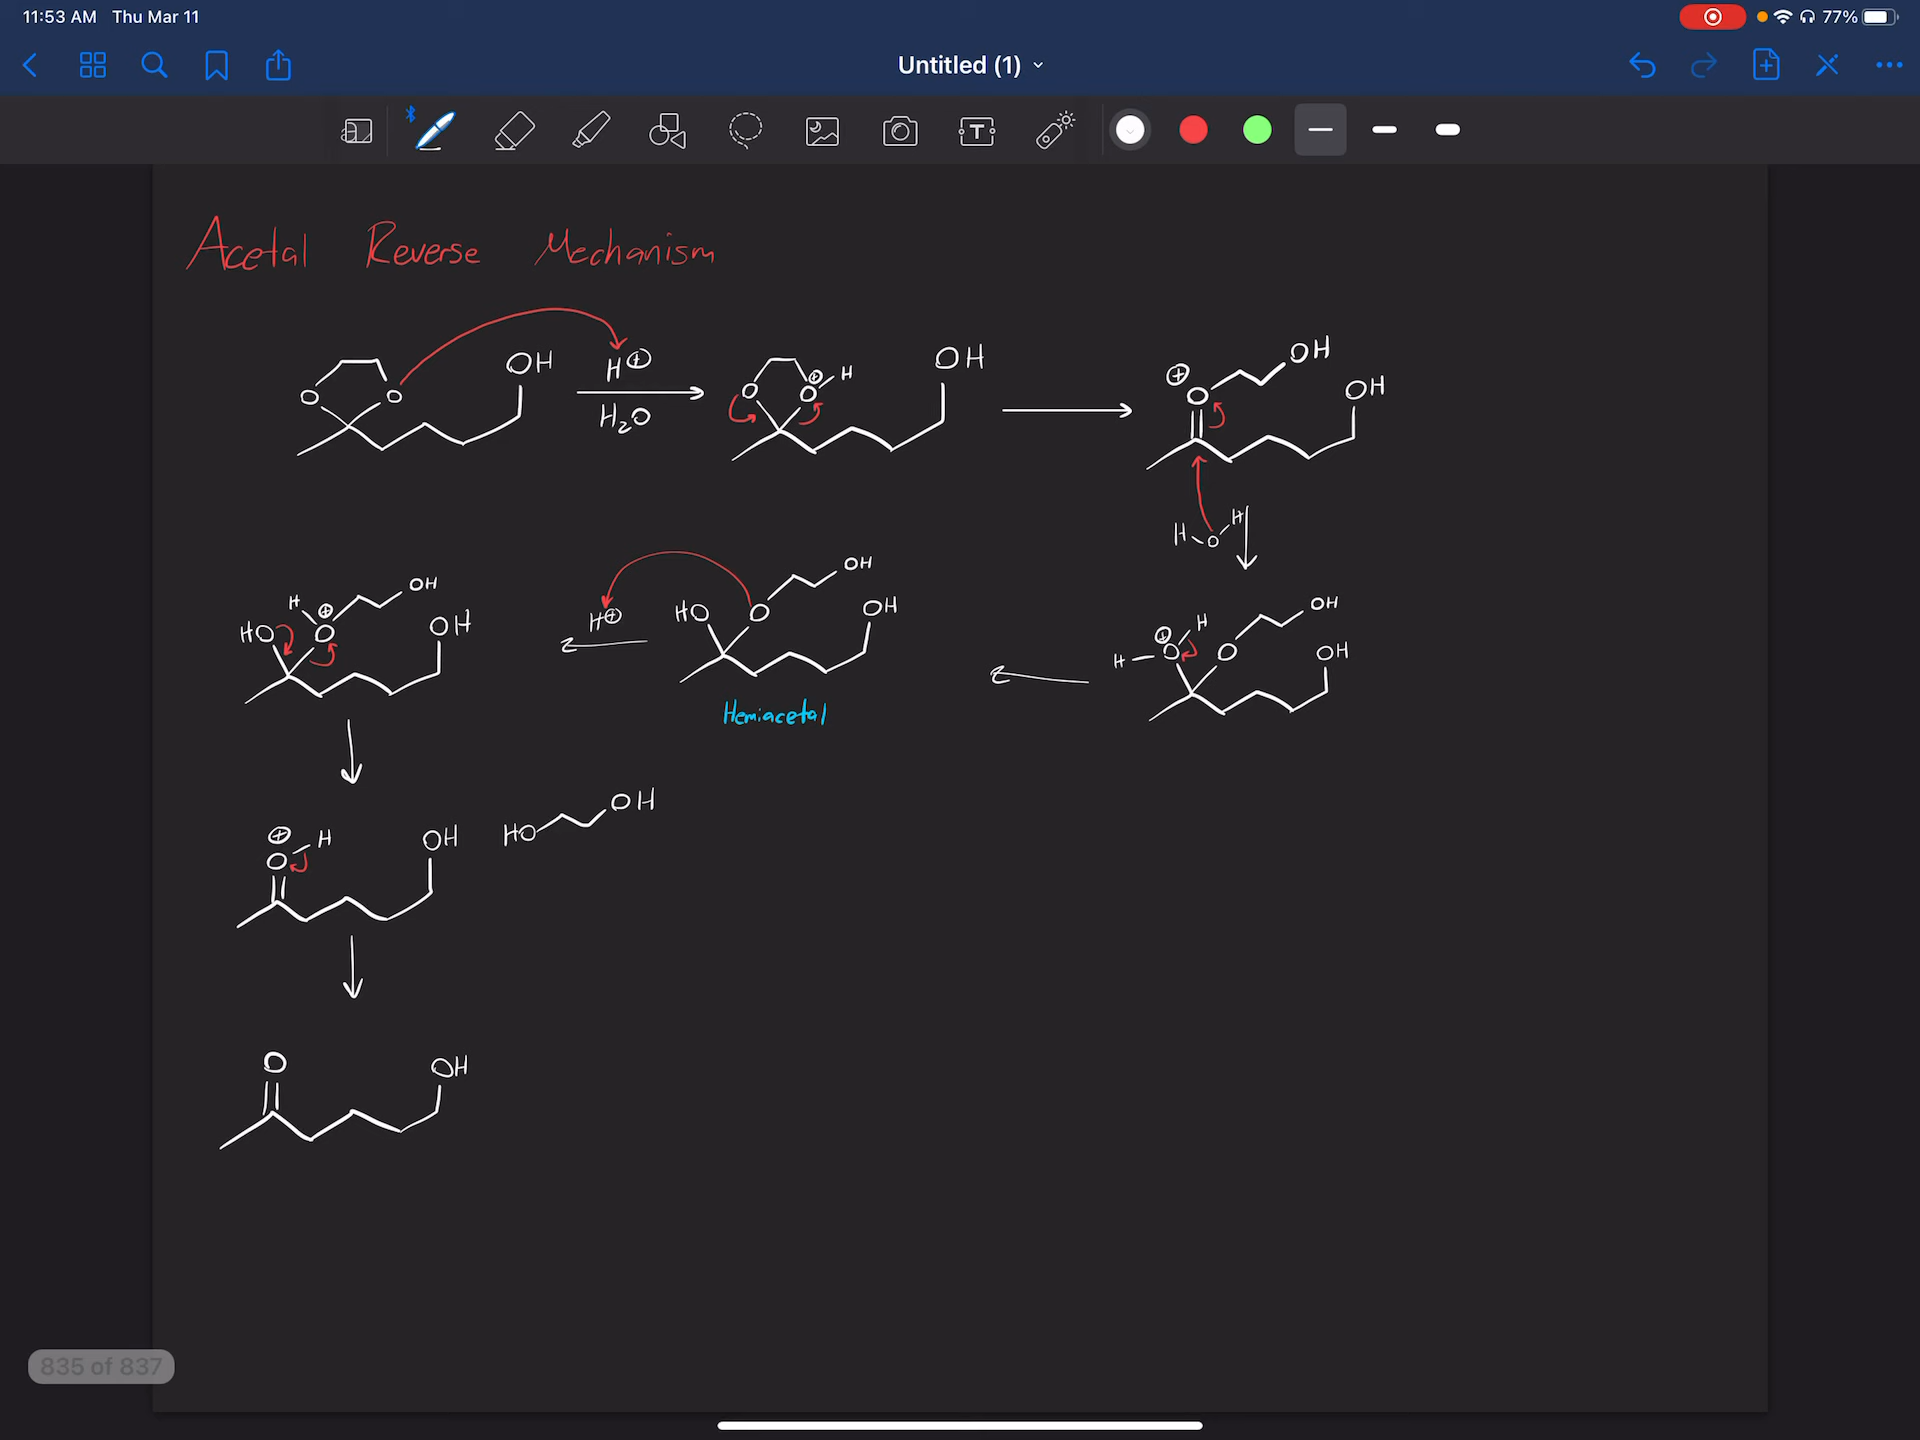 11:53 AM Thu Mar 11
77%
Untitled (1)
T
Acetal Reverse Mechanism
O O OH
H⊕
H₂O
O O ⊕ H OH
⊕ O OH OH
H O H
HO H ⊕ O OH OH
H⊕
HO O OH OH
Hemiacetal
H O ⊕ H O OH OH
⊕ O H OH
HO OH
O OH
835 of 837